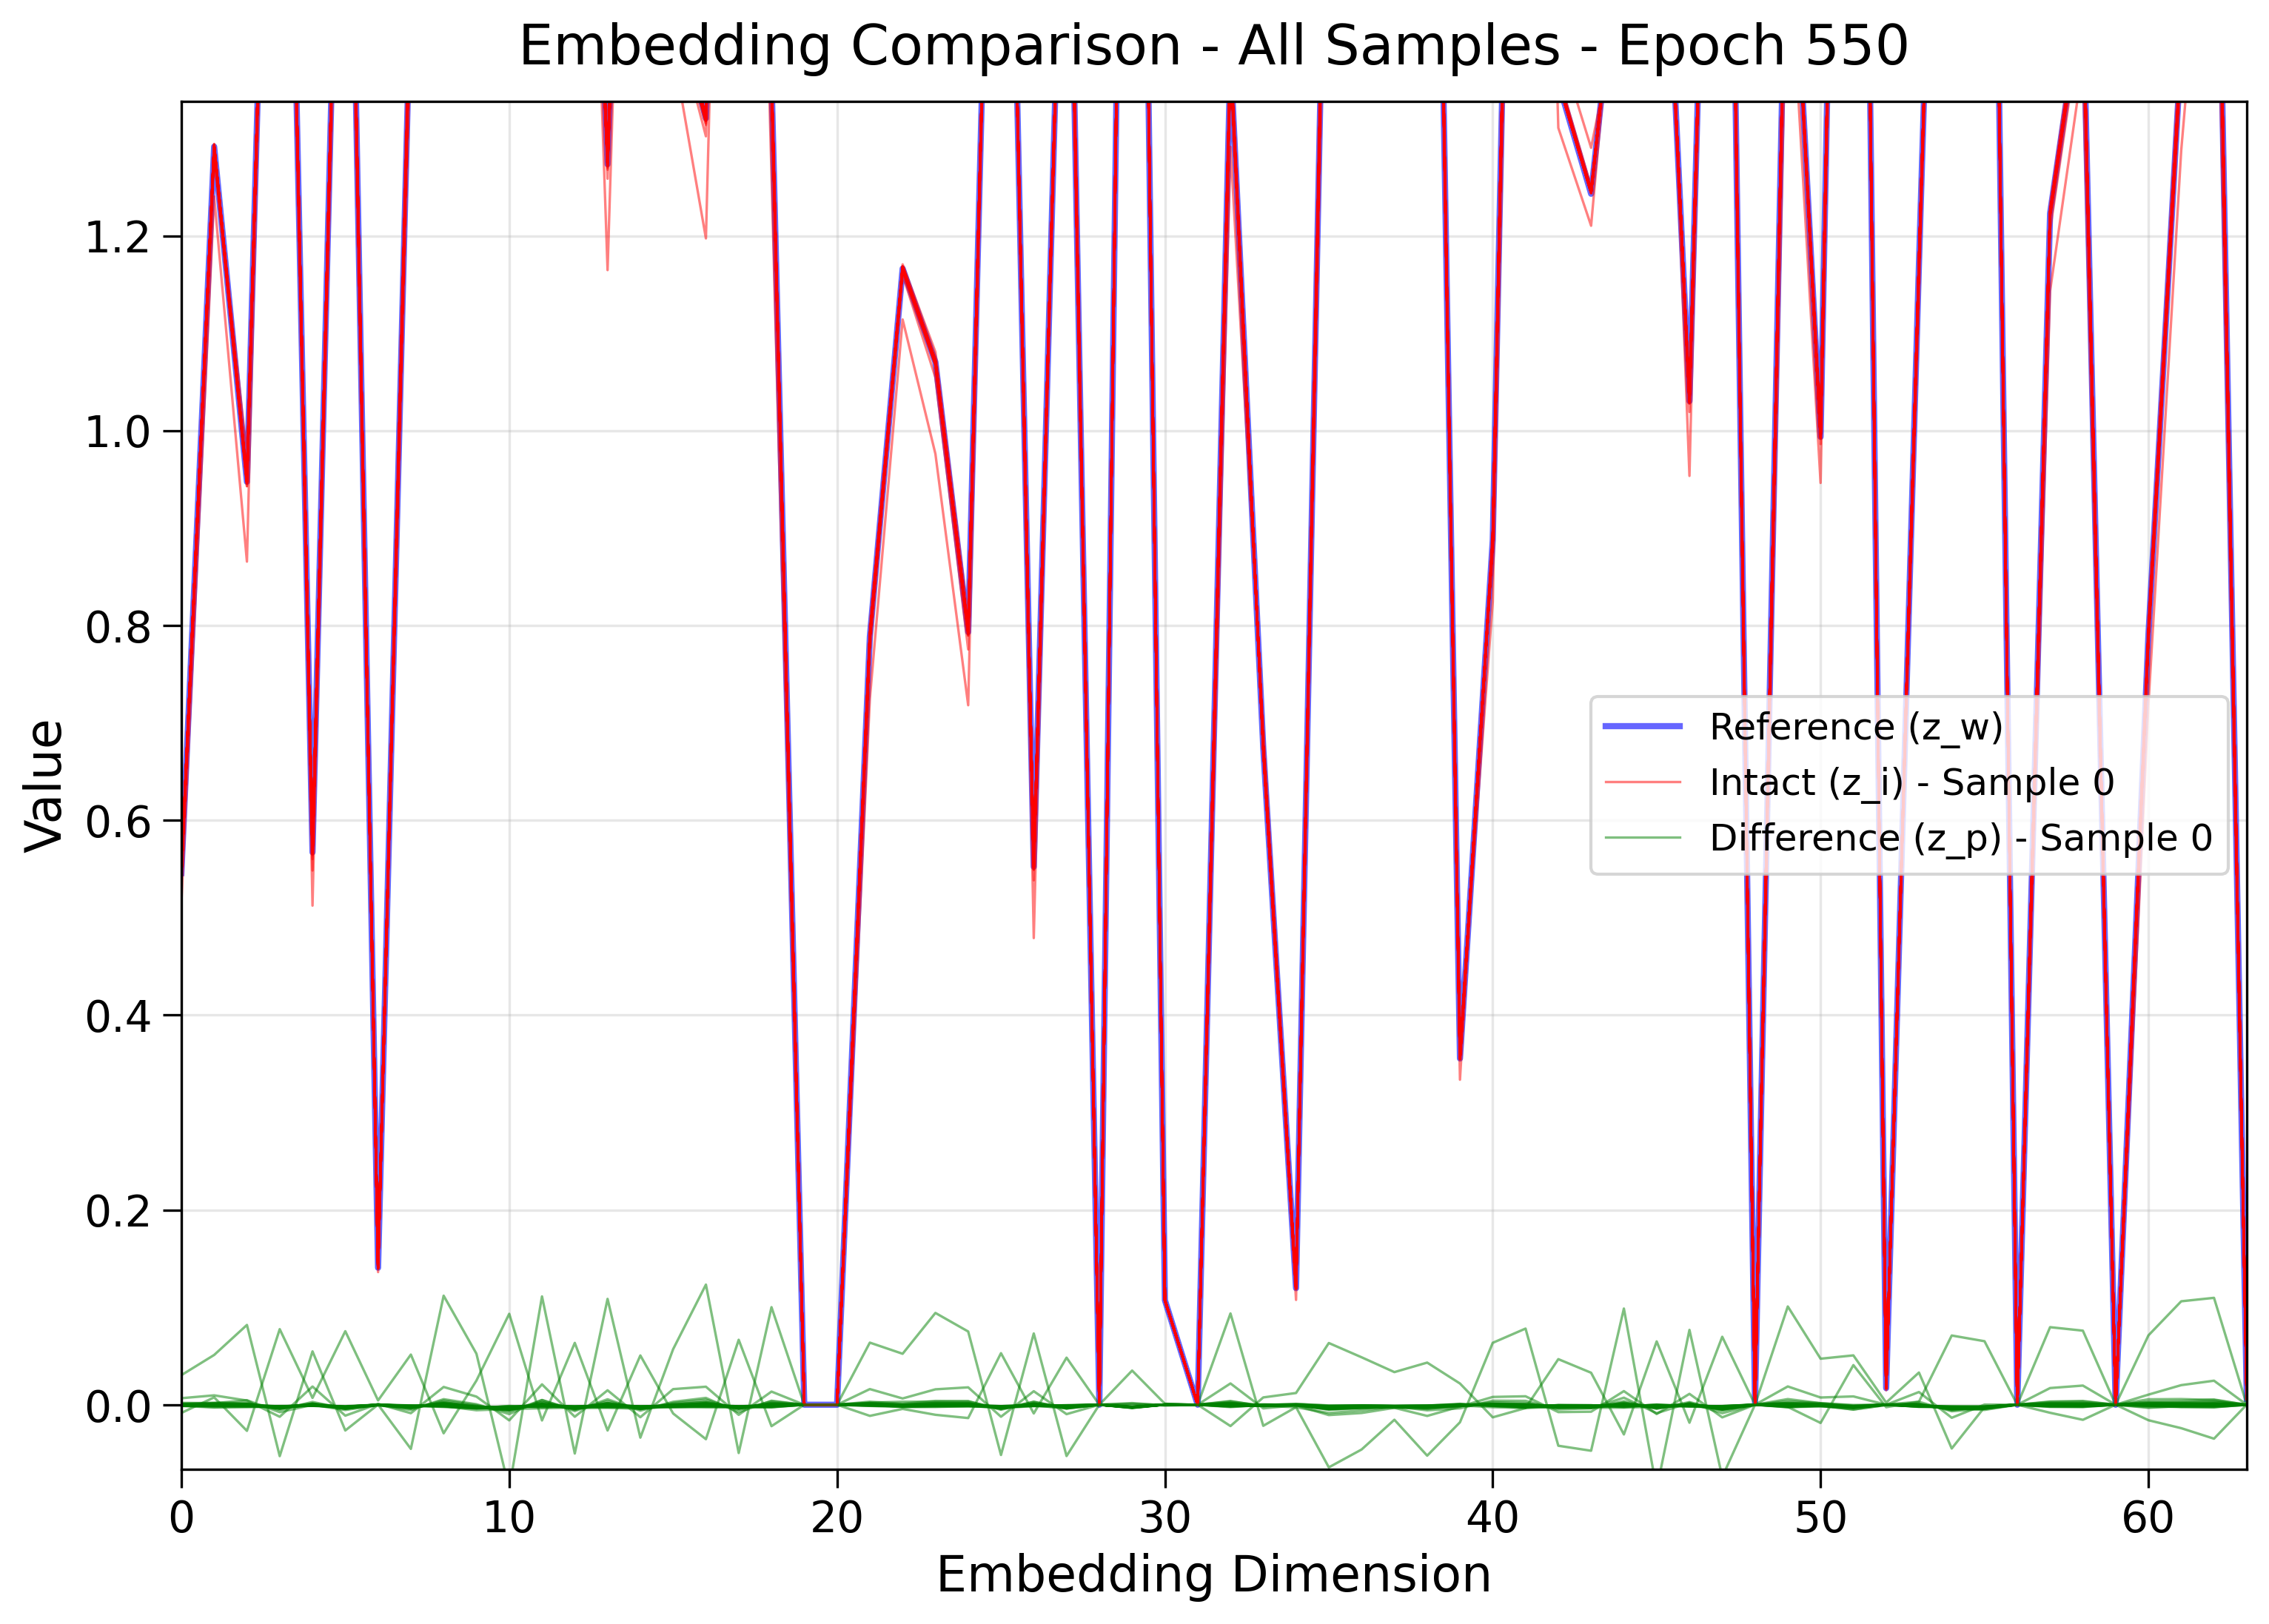 Embedding Comparison - All Samples - Epoch 550
Value
1.2
1.0
0.8
0.6
0.4
0.2
0.0
Reference (z_w)
Intact (z_i) - Sample 0
Difference (z_p) - Sample 0
0 10 20 30 40 50 60
Embedding Dimension